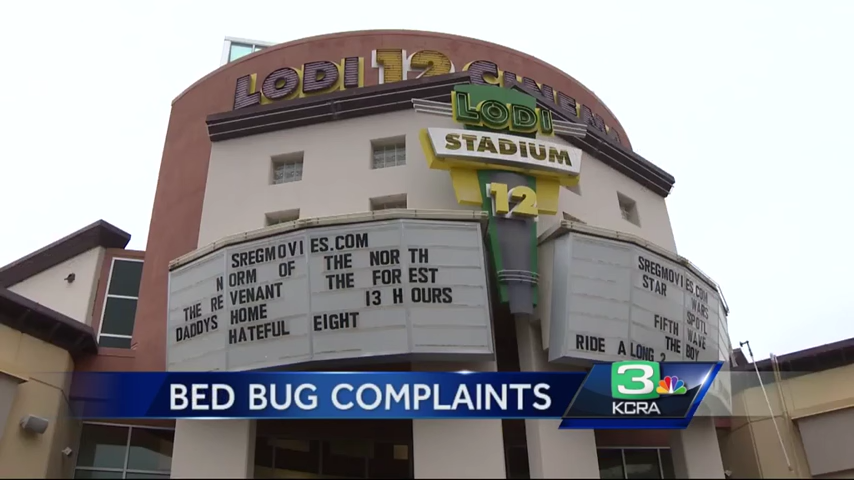 LODI 12 CINEMA
LODI
STADIUM
12
SREGMOVIES.COM
NORM OF THE NORTH
THE REVENANT THE FOREST
DADDYS HOME 13 HOURS
HATEFUL EIGHT
SREGMOVIES.COM
STAR WARS
SPOTL
FIFTH WAVE
RIDE ALONG 2 THE BOY
BED BUG COMPLAINTS
3
KCRA